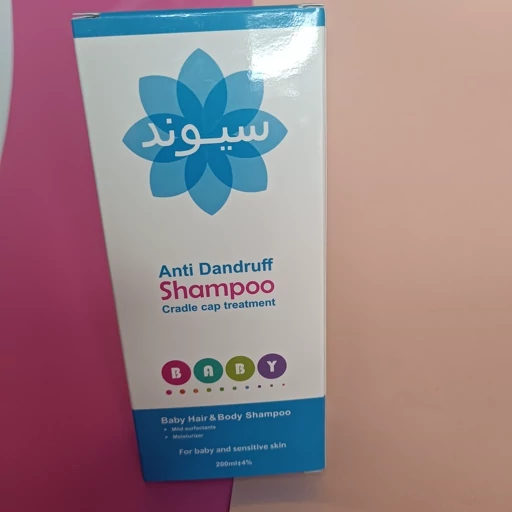 سیوند
Anti Dandruff
Shampoo
Cradle cap treatment
BABY
Baby Hair & Body Shampoo
• Mild surfactants
• Moisturizer
For baby and sensitive skin
200ml±4%